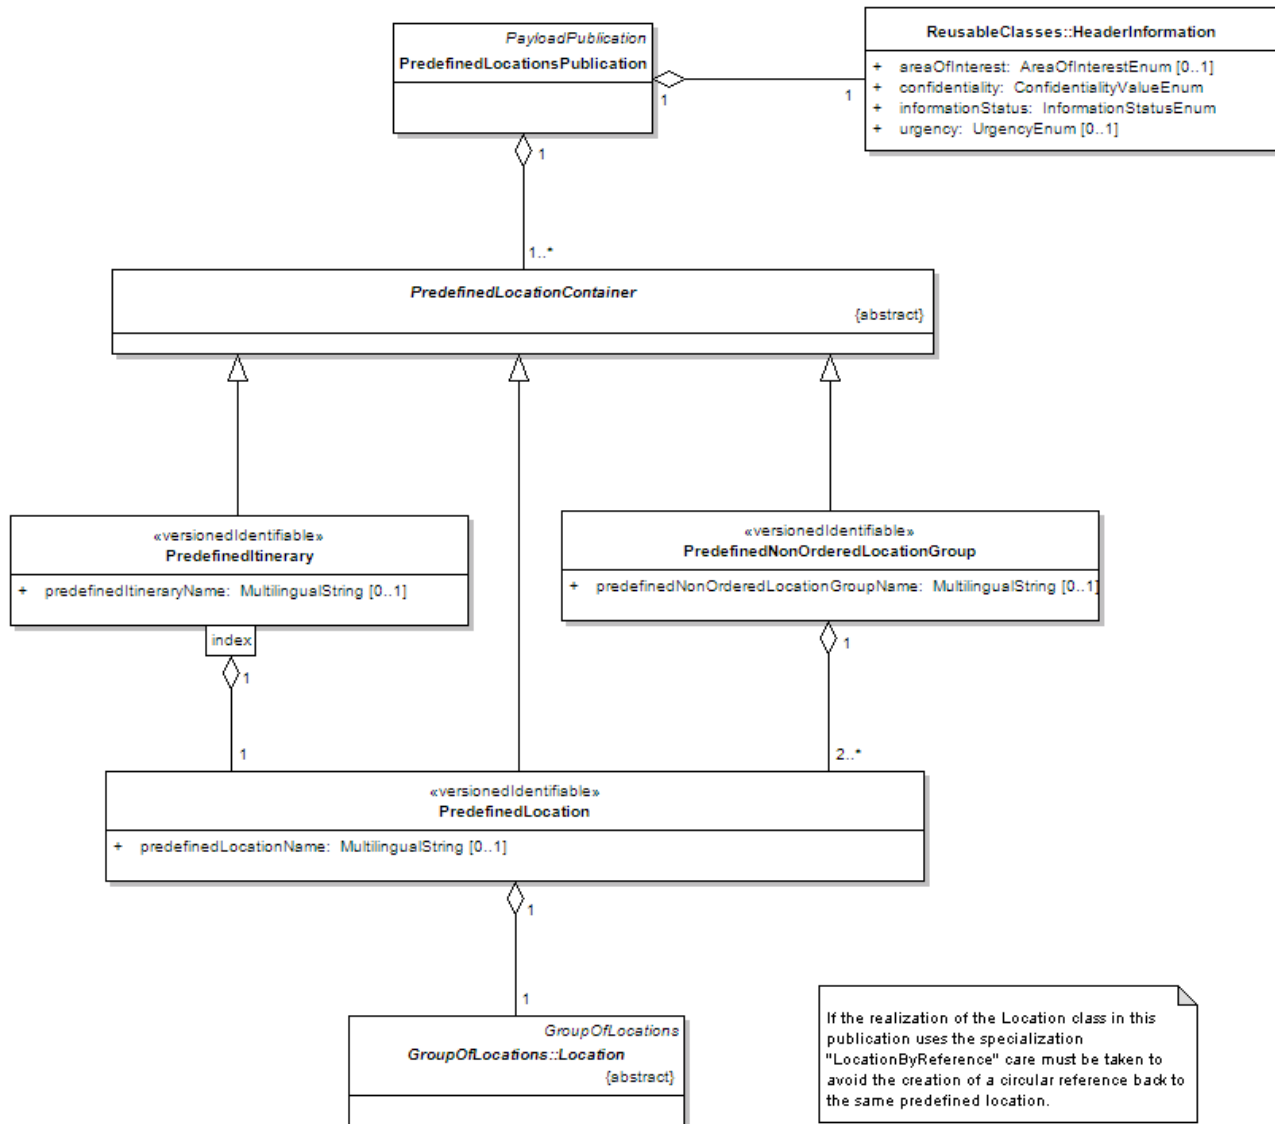 PayloadPublication
PredefinedLocationsPublication
1
1
1
1..*
ReusableClasses::HeaderInformation
+ areaOfInterest: AreaOfInterestEnum [0..1]
+ confidentiality: ConfidentialityValueEnum
+ informationStatus: InformationStatusEnum
+ urgency: UrgencyEnum [0..1]
PredefinedLocationContainer
{abstract}
«versionedIdentifiable»
PredefinedItinerary
+ predefinedItineraryName: MultilingualString [0..1]
index
1
1
«versionedIdentifiable»
PredefinedNonOrderedLocationGroup
+ predefinedNonOrderedLocationGroupName: MultilingualString [0..1]
1
2..*
«versionedIdentifiable»
PredefinedLocation
+ predefinedLocationName: MultilingualString [0..1]
1
1
GroupOfLocations
GroupOfLocations::Location
{abstract}
If the realization of the Location class in this
publication uses the specialization
"LocationByReference" care must be taken to
avoid the creation of a circular reference back to
the same predefined location.